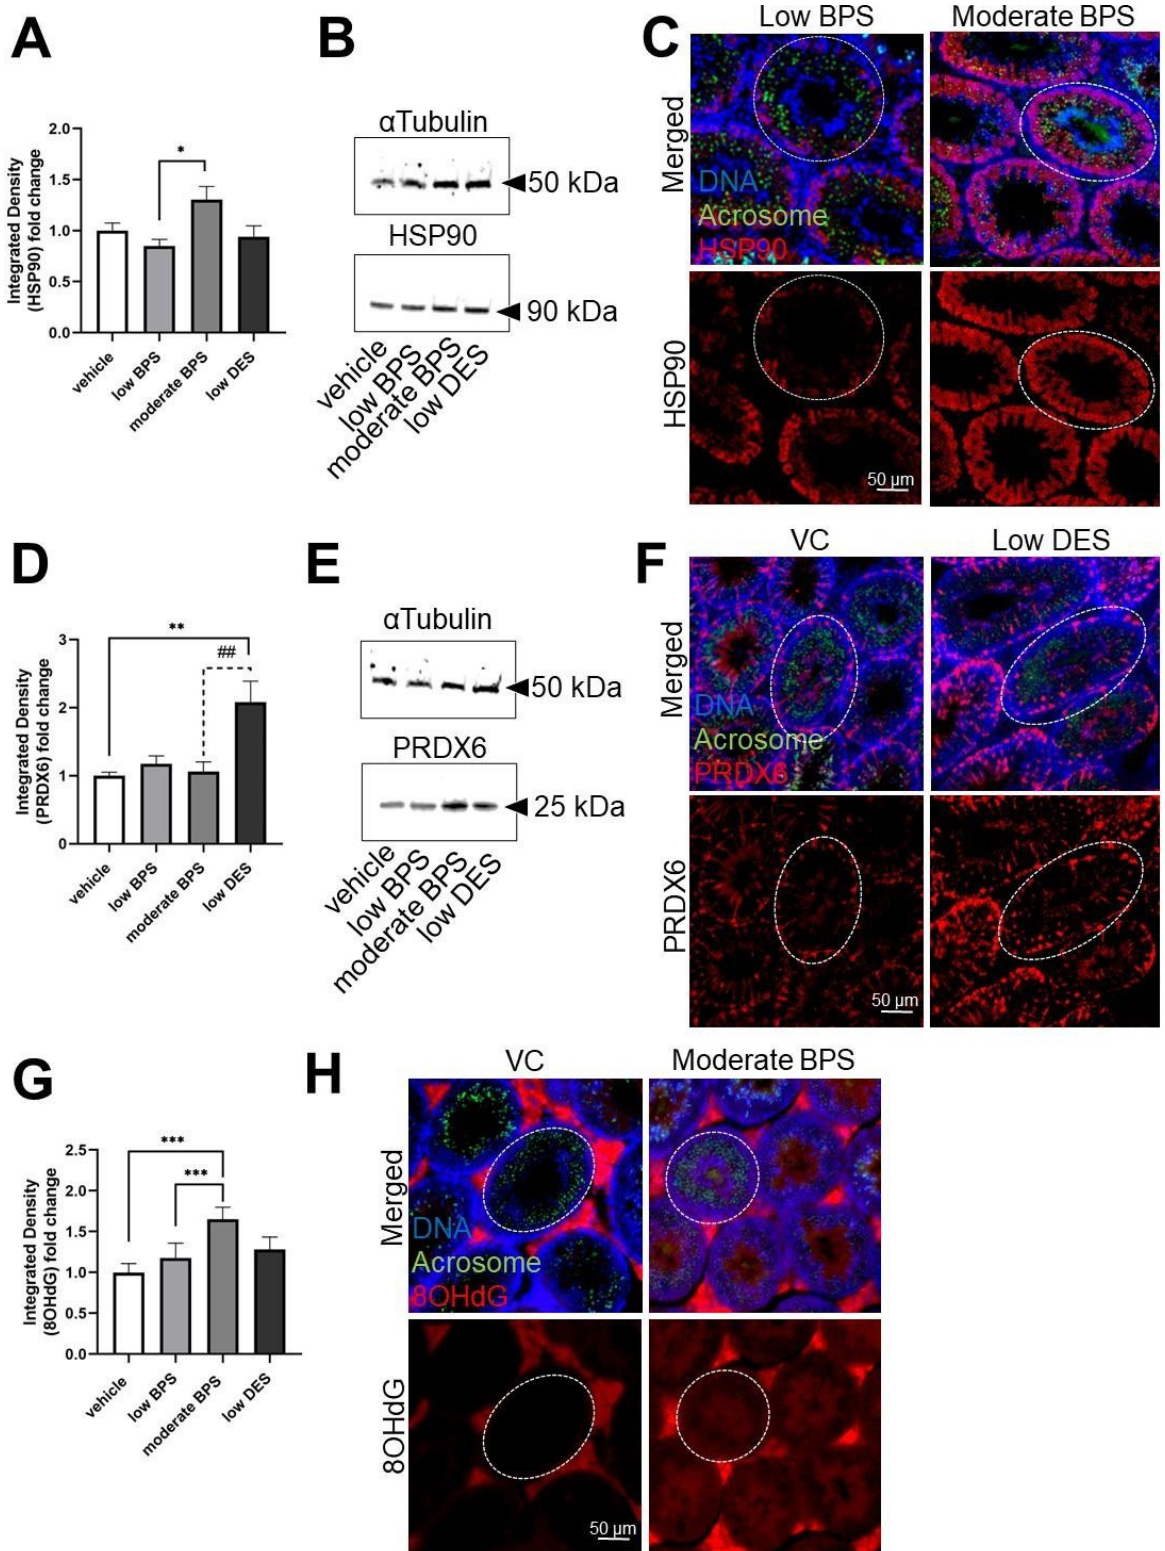 A
Integrated Density
(HSP90) fold change
2.0
1.5
1.0
0.5
0.0
*
vehicle
low BPS
moderate BPS
low DES
B
αTubulin
50 kDa
HSP90
90 kDa
vehicle
low BPS
moderate BPS
low DES
C
Low BPS
Moderate BPS
Merged
DNA
Acrosome
HSP90
HSP90
50 µm
D
Integrated Density
(PRDX6) fold change
3
2
1
0
**
##
vehicle
low BPS
moderate BPS
low DES
E
αTubulin
50 kDa
PRDX6
25 kDa
vehicle
low BPS
moderate BPS
low DES
F
VC
Low DES
Merged
DNA
Acrosome
PRDX6
PRDX6
50 µm
G
Integrated Density
(8OHdG) fold change
2.5
2.0
1.5
1.0
0.5
0.0
***
***
vehicle
low BPS
moderate BPS
low DES
H
VC
Moderate BPS
Merged
DNA
Acrosome
8OHdG
8OHdG
50 µm